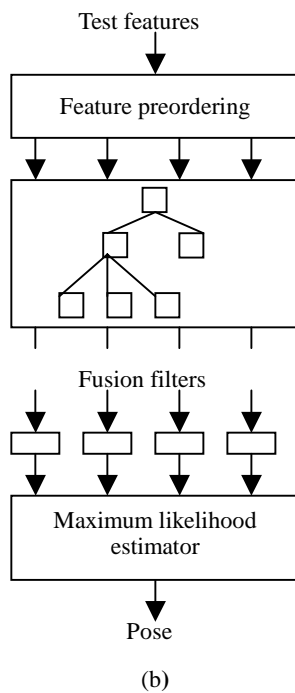 Test features
Feature preordering
Fusion filters
Maximum likelihood
estimator
Pose
(b)